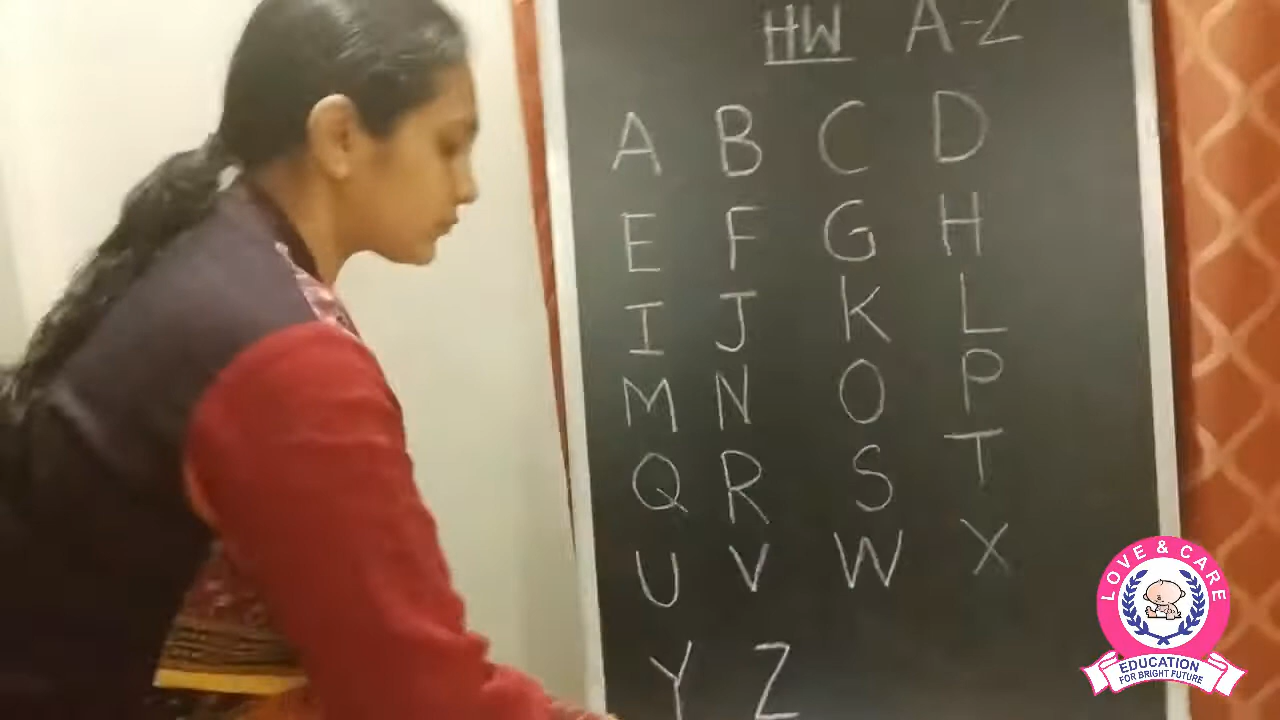 HW A-Z
A B C D
E F G H
I J K L
M N O P
Q R S T
U V W X
Y Z
LOVE & CARE
EDUCATION
FOR BRIGHT FUTURE